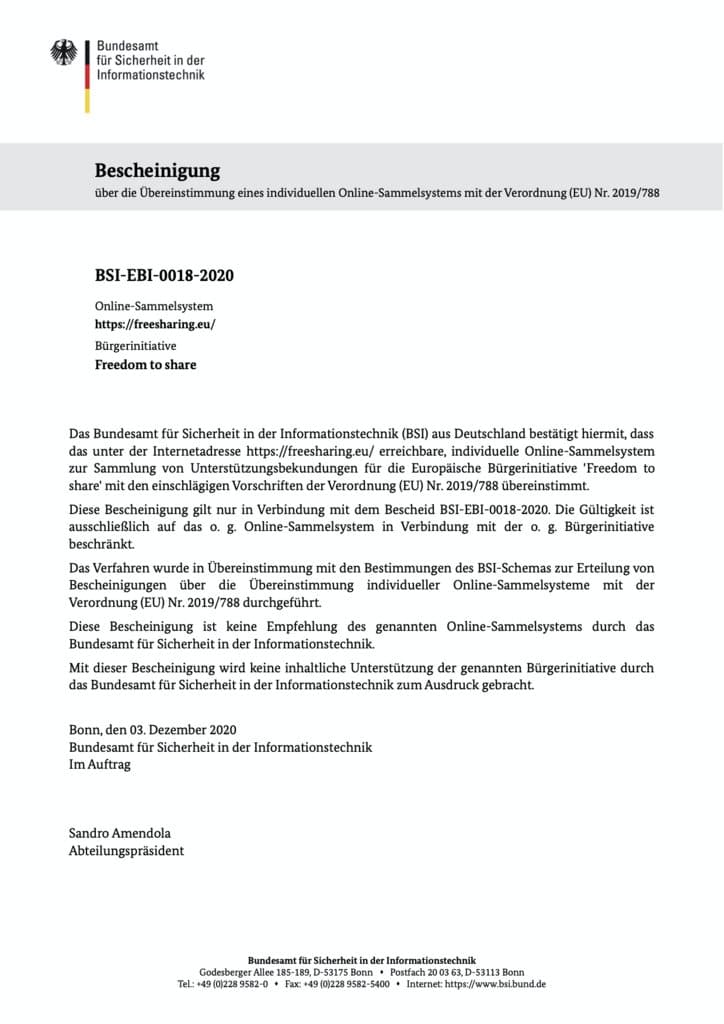 Bundesamt
für Sicherheit in der
Informationstechnik
Bescheinigung
über die Übereinstimmung eines individuellen Online-Sammelsystems mit der Verordnung (EU) Nr. 2019/788
BSI-EBI-0018-2020
Online-Sammelsystem
https://freesharing.eu/
Bürgerinitiative
Freedom to share
Das Bundesamt für Sicherheit in der Informationstechnik (BSI) aus Deutschland bestätigt hiermit, dass
das unter der Internetadresse https://freesharing.eu/ erreichbare, individuelle Online-Sammelsystem
zur Sammlung von Unterstützungsbekundungen für die Europäische Bürgerinitiative 'Freedom to
share' mit den einschlägigen Vorschriften der Verordnung (EU) Nr. 2019/788 übereinstimmt.
Diese Bescheinigung gilt nur in Verbindung mit dem Bescheid BSI-EBI-0018-2020. Die Gültigkeit ist
ausschließlich auf das o. g. Online-Sammelsystem in Verbindung mit der o. g. Bürgerinitiative
beschränkt.
Das Verfahren wurde in Übereinstimmung mit den Bestimmungen des BSI-Schemas zur Erteilung von
Bescheinigungen über die Übereinstimmung individueller Online-Sammelsysteme mit der
Verordnung (EU) Nr. 2019/788 durchgeführt.
Diese Bescheinigung ist keine Empfehlung des genannten Online-Sammelsystems durch das
Bundesamt für Sicherheit in der Informationstechnik.
Mit dieser Bescheinigung wird keine inhaltliche Unterstützung der genannten Bürgerinitiative durch
das Bundesamt für Sicherheit in der Informationstechnik zum Ausdruck gebracht.
Bonn, den 03. Dezember 2020
Bundesamt für Sicherheit in der Informationstechnik
Im Auftrag
Sandro Amendola
Abteilungspräsident
Bundesamt für Sicherheit in der Informationstechnik
Godesberger Allee 185-189, D-53175 Bonn • Postfach 20 03 63, D-53113 Bonn
Tel.: +49 (0)228 9582-0 • Fax: +49 (0)228 9582-5400 • Internet: https://www.bsi.bund.de